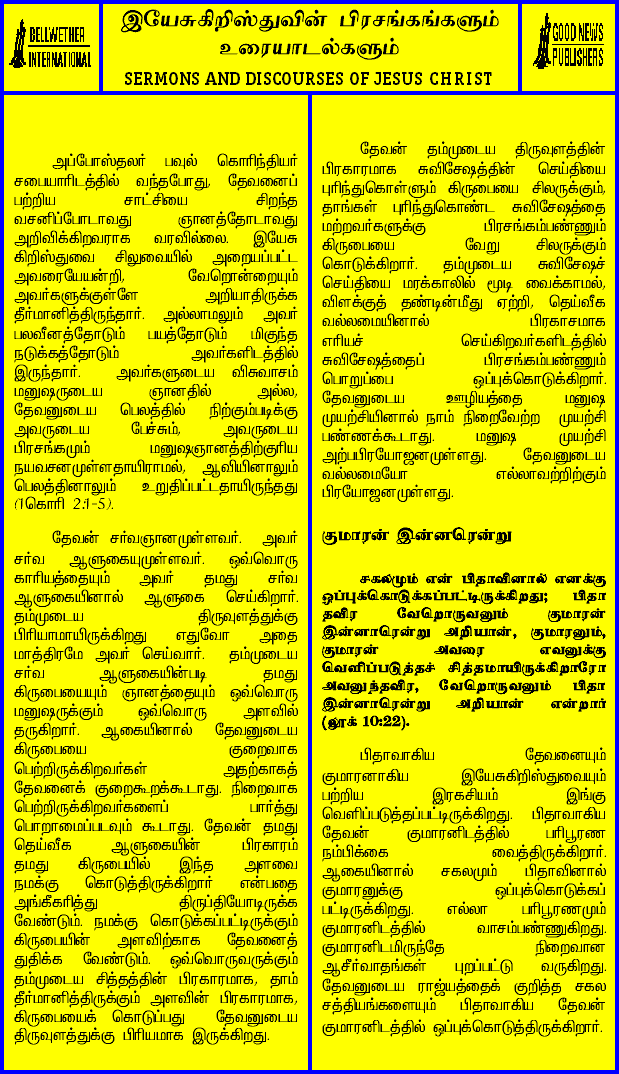 BELLWETHER
INTERNATIONAL
இயேசுகிறிஸ்துவின் பிரசங்கங்களும்
உரையாடல்களும்
SERMONS AND DISCOURSES OF JESUS CHRIST
GOOD NEWS
PUBLISHERS
அப்போஸ்தலர் பவுல் கொரிந்தியர்
சபையாரிடத்தில் வந்தபோது, தேவனைப்
பற்றிய சாட்சியை சிறந்த
வசனிப்போடாவது ஞானத்தோடாவது
அறிவிக்கிறவராக வரவில்லை. இயேசு
கிறிஸ்துவை சிலுவையில் அறையப்பட்ட
அவரையேயன்றி, வேறொன்றையும்
அவர்களுக்குள்ளே அறியாதிருக்க
தீர்மானித்திருந்தார். அல்லாமலும் அவர்
பலவீனத்தோடும் பயத்தோடும் மிகுந்த
நடுக்கத்தோடும் அவர்களிடத்தில்
இருந்தார். அவர்களுடைய விசுவாசம்
மனுஷருடைய ஞானதில் அல்ல,
தேவனுடைய பெலத்தில் நிற்கும்படிக்கு
அவருடைய பேச்சும், அவருடைய
பிரசங்கமும் மனுஷஞானத்திற்குரிய
நயவசனமுள்ளதாயிராமல், ஆவியினாலும்
பெலத்தினாலும் உறுதிப்பட்டதாயிருந்தது
(1கொரி 2:1-5).
தேவன் சர்வஞானமுள்ளவர். அவர்
சர்வ ஆளுகையுமுள்ளவர். ஒவ்வொரு
காரியத்தையும் அவர் தமது சர்வ
ஆளுகையினால் ஆளுகை செய்கிறார்.
தம்முடைய திருவுளத்துக்கு
பிரியாமாயிருக்கிறது எதுவோ அதை
மாத்திரமே அவர் செய்வார். தம்முடைய
சர்வ ஆளுகையின்படி தமது
கிருபையையும் ஞானத்தையும் ஒவ்வொரு
மனுஷருக்கும் ஒவ்வொரு அளவில்
தருகிறார். ஆகையினால் தேவனுடைய
கிருபையை குறைவாக
பெற்றிருக்கிறவர்கள் அதற்காகத்
தேவனைக் குறைகூறக்கூடாது. நிறைவாக
பெற்றிருக்கிறவர்களைப் பார்த்து
பொறாமைப்படவும் கூடாது. தேவன் தமது
தெய்வீக ஆளுகையின் பிரகாரம்
தமது கிருபையில் இந்த அளவை
நமக்கு கொடுத்திருக்கிறார் என்பதை
அங்கீகரித்து திருப்தியோடிருக்க
வேண்டும். நமக்கு கொடுக்கப்பட்டிருக்கும்
கிருபையின் அளவிற்காக தேவனைத்
துதிக்க வேண்டும். ஒவ்வொருவருக்கும்
தம்முடைய சித்தத்தின் பிரகாரமாக, தாம்
தீர்மானித்திருக்கும் அளவின் பிரகாரமாக,
கிருபையைக் கொடுப்பது தேவனுடைய
திருவுளத்துக்கு பிரியமாக இருக்கிறது.
தேவன் தம்முடைய திருவுளத்தின்
பிரகாரமாக சுவிசேஷத்தின் செய்தியை
புரிந்துகொள்ளும் கிருபையை சிலருக்கும்,
தாங்கள் புரிந்துகொண்ட சுவிசேஷத்தை
மற்றவர்களுக்கு பிரசங்கம்பண்ணும்
கிருபையை வேறு சிலருக்கும்
கொடுக்கிறார். தம்முடைய சுவிசேஷச்
செய்தியை மரக்காலில் மூடி வைக்காமல்,
விளக்குத் தண்டின்மீது ஏற்றி, தெய்வீக
வல்லமையினால் பிரகாசமாக
எரியச் செய்கிறவர்களிடத்தில்
சுவிசேஷத்தைப் பிரசங்கம்பண்ணும்
பொறுப்பை ஒப்புக்கொடுக்கிறார்.
தேவனுடைய ஊழியத்தை மனுஷ
முயற்சியினால் நாம் நிறைவேற்ற முயற்சி
பண்ணக்கூடாது. மனுஷ முயற்சி
அற்பபிரயோஜனமுள்ளது. தேவனுடைய
வல்லமையோ எல்லாவற்றிற்கும்
பிரயோஜனமுள்ளது.
குமாரன் இன்னாரென்று
சகலமும் என் பிதாவினால் எனக்கு
ஒப்புக்கொடுக்கப்பட்டிருக்கிறது; பிதா
தவிர வேறொருவனும் குமாரன்
இன்னாரென்று அறியான், குமாரனும்,
குமாரன் அவரை எவனுக்கு
வெளிப்படுத்தச் சித்தமாயிருக்கிறாரோ
அவனுந்தவிர, வேறொருவனும் பிதா
இன்னாரென்று அறியான் என்றார்
(லூக் 10:22).
பிதாவாகிய தேவனையும்
குமாரனாகிய இயேசுகிறிஸ்துவையும்
பற்றிய இரகசியம் இங்கு
வெளிப்படுத்தப்பட்டிருக்கிறது. பிதாவாகிய
தேவன் குமாரனிடத்தில் பரிபூரண
நம்பிக்கை வைத்திருக்கிறார்.
ஆகையினால் சகலமும் பிதாவினால்
குமாரனுக்கு ஒப்புக்கொடுக்கப்
பட்டிருக்கிறது. எல்லா பரிபூரணமும்
குமாரனிடத்தில் வாசம்பண்ணுகிறது.
குமாரனிடமிருந்தே நிறைவான
ஆசீர்வாதங்கள் புறப்பட்டு வருகிறது.
தேவனுடைய ராஜ்யத்தைக் குறித்த சகல
சத்தியங்களையும் பிதாவாகிய தேவன்
குமாரனிடத்தில் ஒப்புக்கொடுத்திருக்கிறார்.